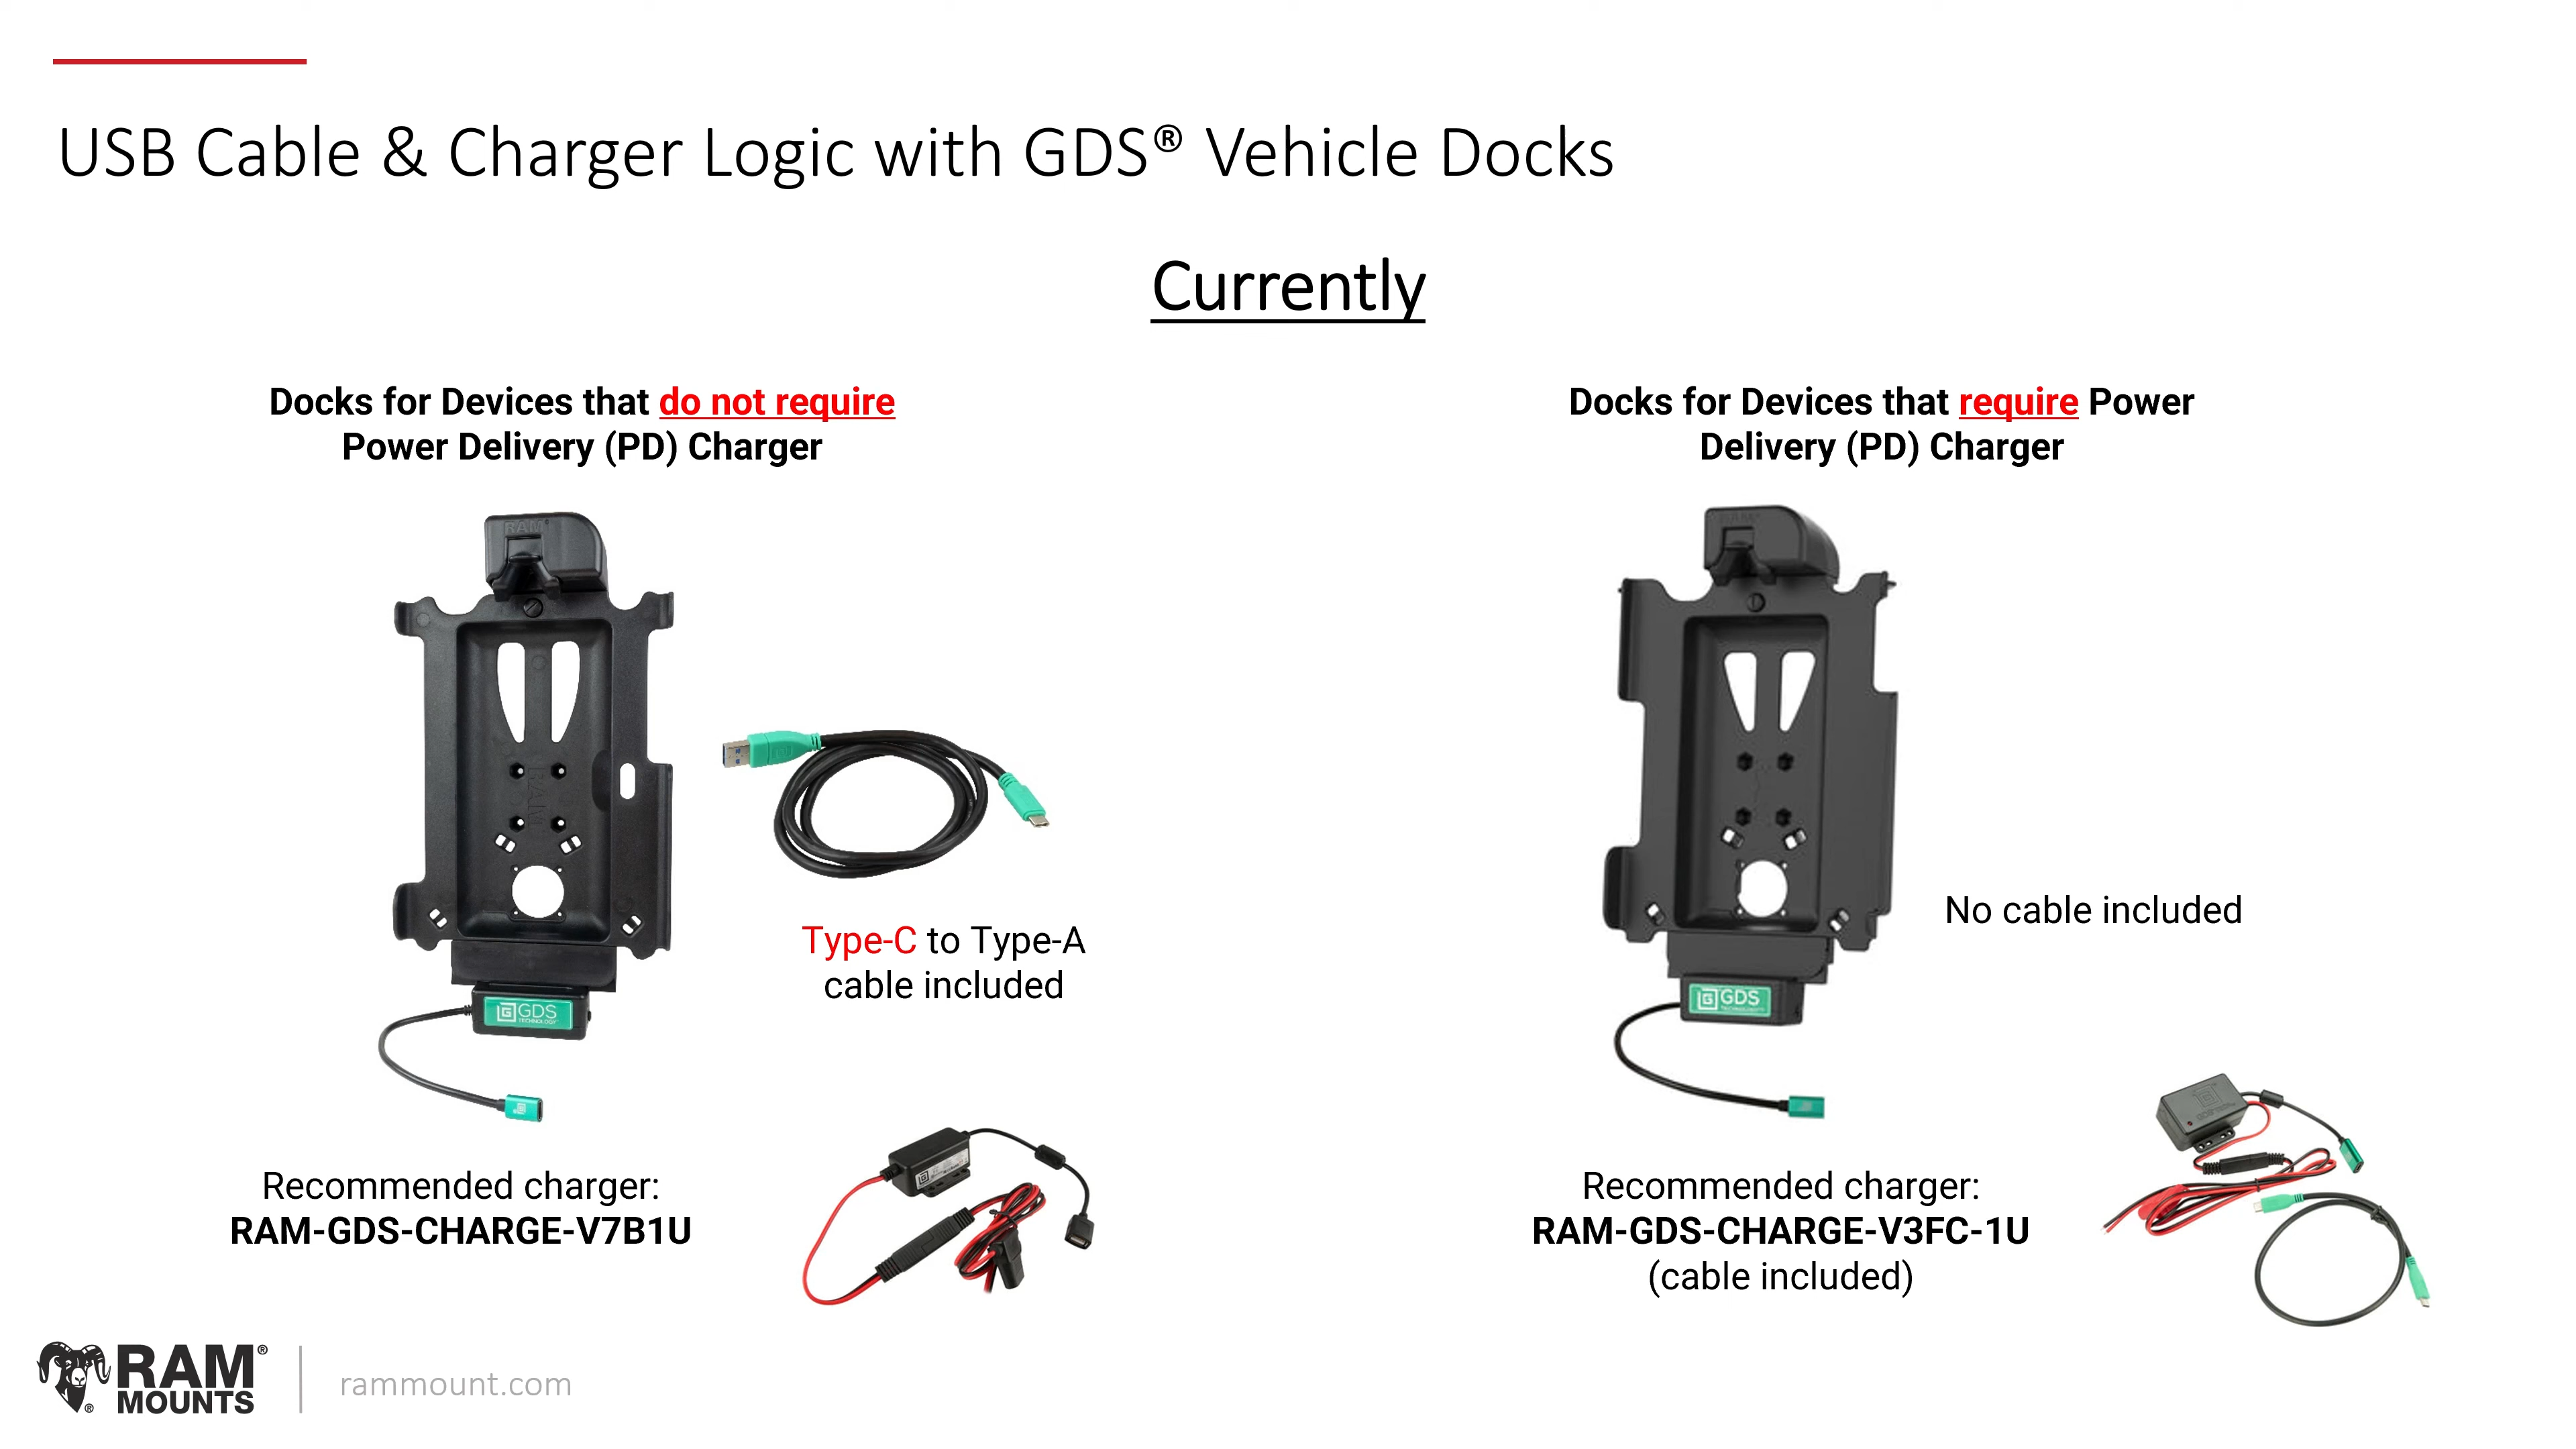 USB Cable & Charger Logic with GDS® Vehicle Docks
Currently
Docks for Devices that do not require
Power Delivery (PD) Charger
RAM
GDS
TECHNOLOGY
Type-C to Type-A
cable included
Recommended charger:
RAM-GDS-CHARGE-V7B1U
Docks for Devices that require Power
Delivery (PD) Charger
GDS
TECHNOLOGY
No cable included
Recommended charger:
RAM-GDS-CHARGE-V3FC-1U
(cable included)
RAM®
MOUNTS®
rammount.com